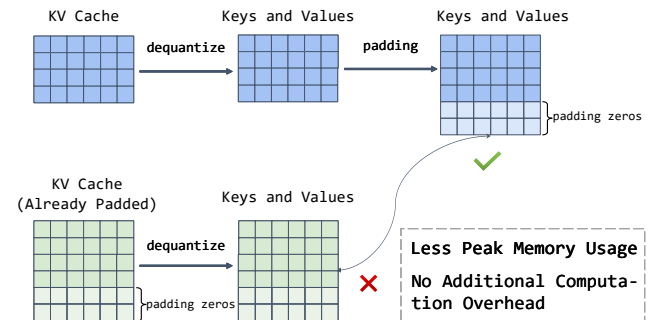 KV Cache
Keys and Values
Keys and Values
dequantize
padding
padding zeros
KV Cache
(Already Padded)
Keys and Values
dequantize
padding zeros
Less Peak Memory Usage
No Additional Computa-
tion Overhead